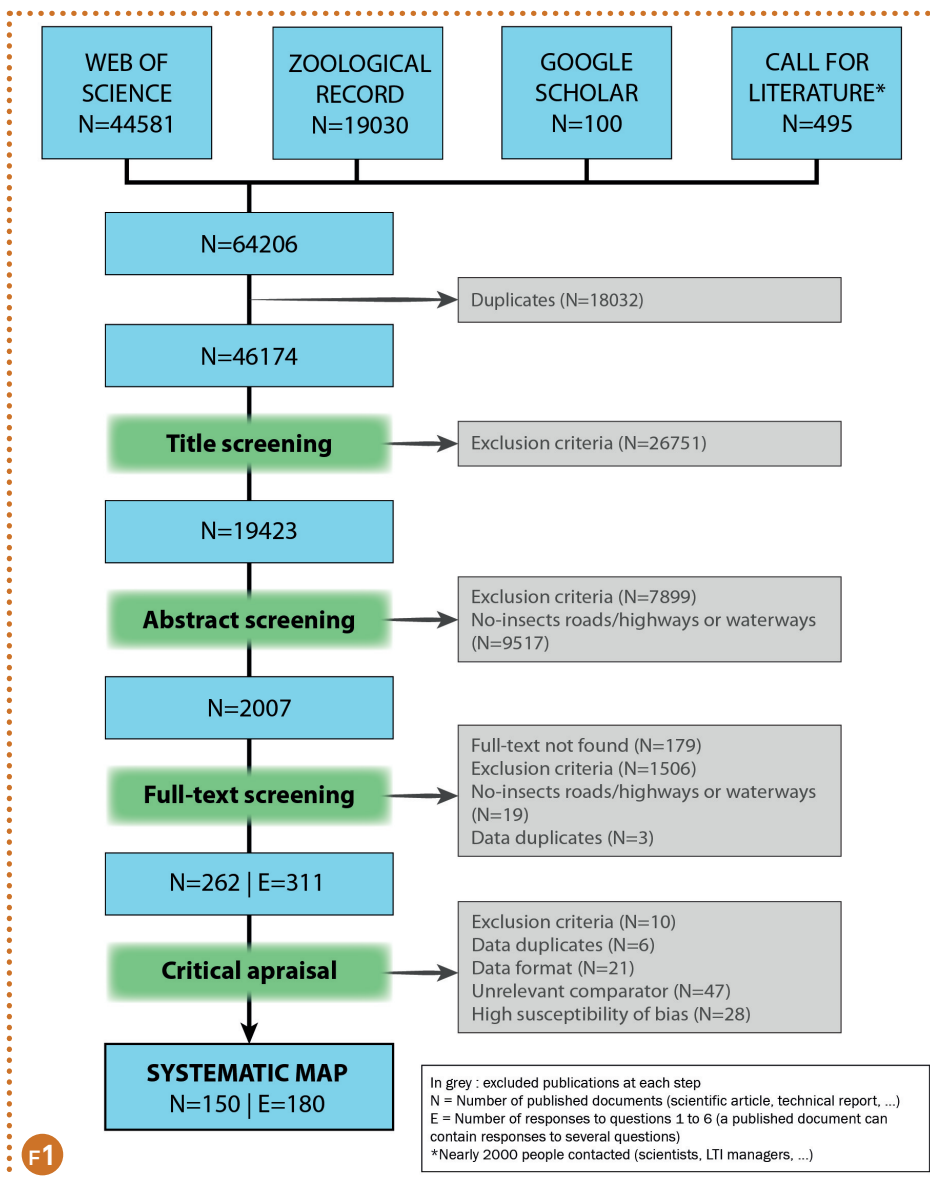 WEB OF
SCIENCE
N=44581
ZOOLOGICAL
RECORD
N=19030
GOOGLE
SCHOLAR
N=100
CALL FOR
LITERATURE*
N=495
N=64206
Duplicates (N=18032)
N=46174
Title screening
Exclusion criteria (N=26751)
N=19423
Abstract screening
Exclusion criteria (N=7899)
No-insects roads/highways or waterways
(N=9517)
N=2007
Full-text screening
Full-text not found (N=179)
Exclusion criteria (N=1506)
No-insects roads/highways or waterways
(N=19)
Data duplicates (N=3)
N=262 | E=311
Critical apraisal
Exclusion criteria (N=10)
Data duplicates (N=6)
Data format (N=21)
Unrelevant comparator (N=47)
High susceptibility of bias (N=28)
SYSTEMATIC MAP
N=150 | E=180
In grey : excluded publications at each step
N = Number of published documents (scientific article, technical report, ...)
E = Number of responses to questions 1 to 6 (a published document can
contain responses to several questions)
*Nearly 2000 people contacted (scientists, LTI managers, ...)
F1